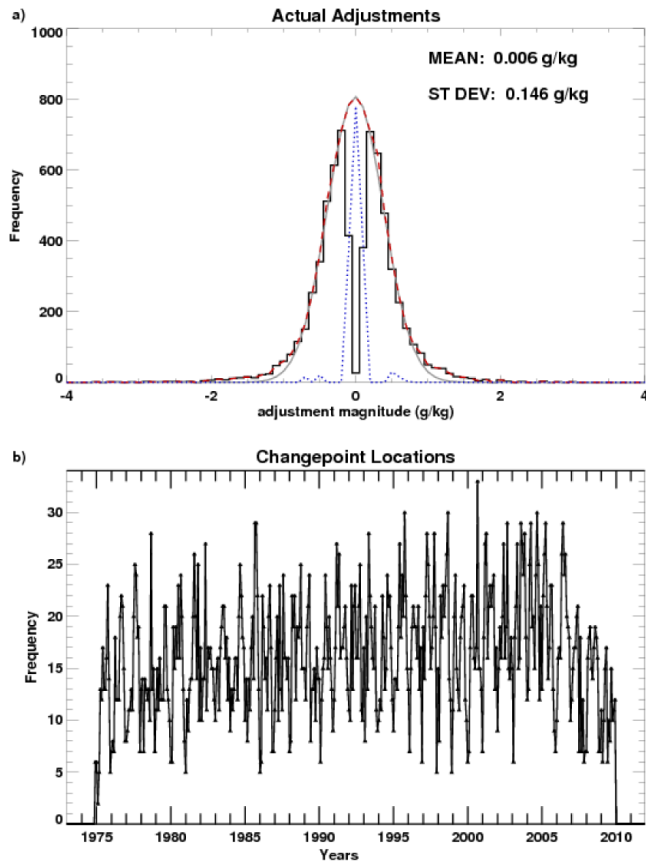 a)
Actual Adjustments
1000
800
600
400
200
0
Frequency
MEAN: 0.006 g/kg
ST DEV: 0.146 g/kg
-4 -2 0 2 4
adjustment magnitude (g/kg)
b)
Changepoint Locations
30
25
20
15
10
5
0
Frequency
1975 1980 1985 1990 1995 2000 2005 2010
Years